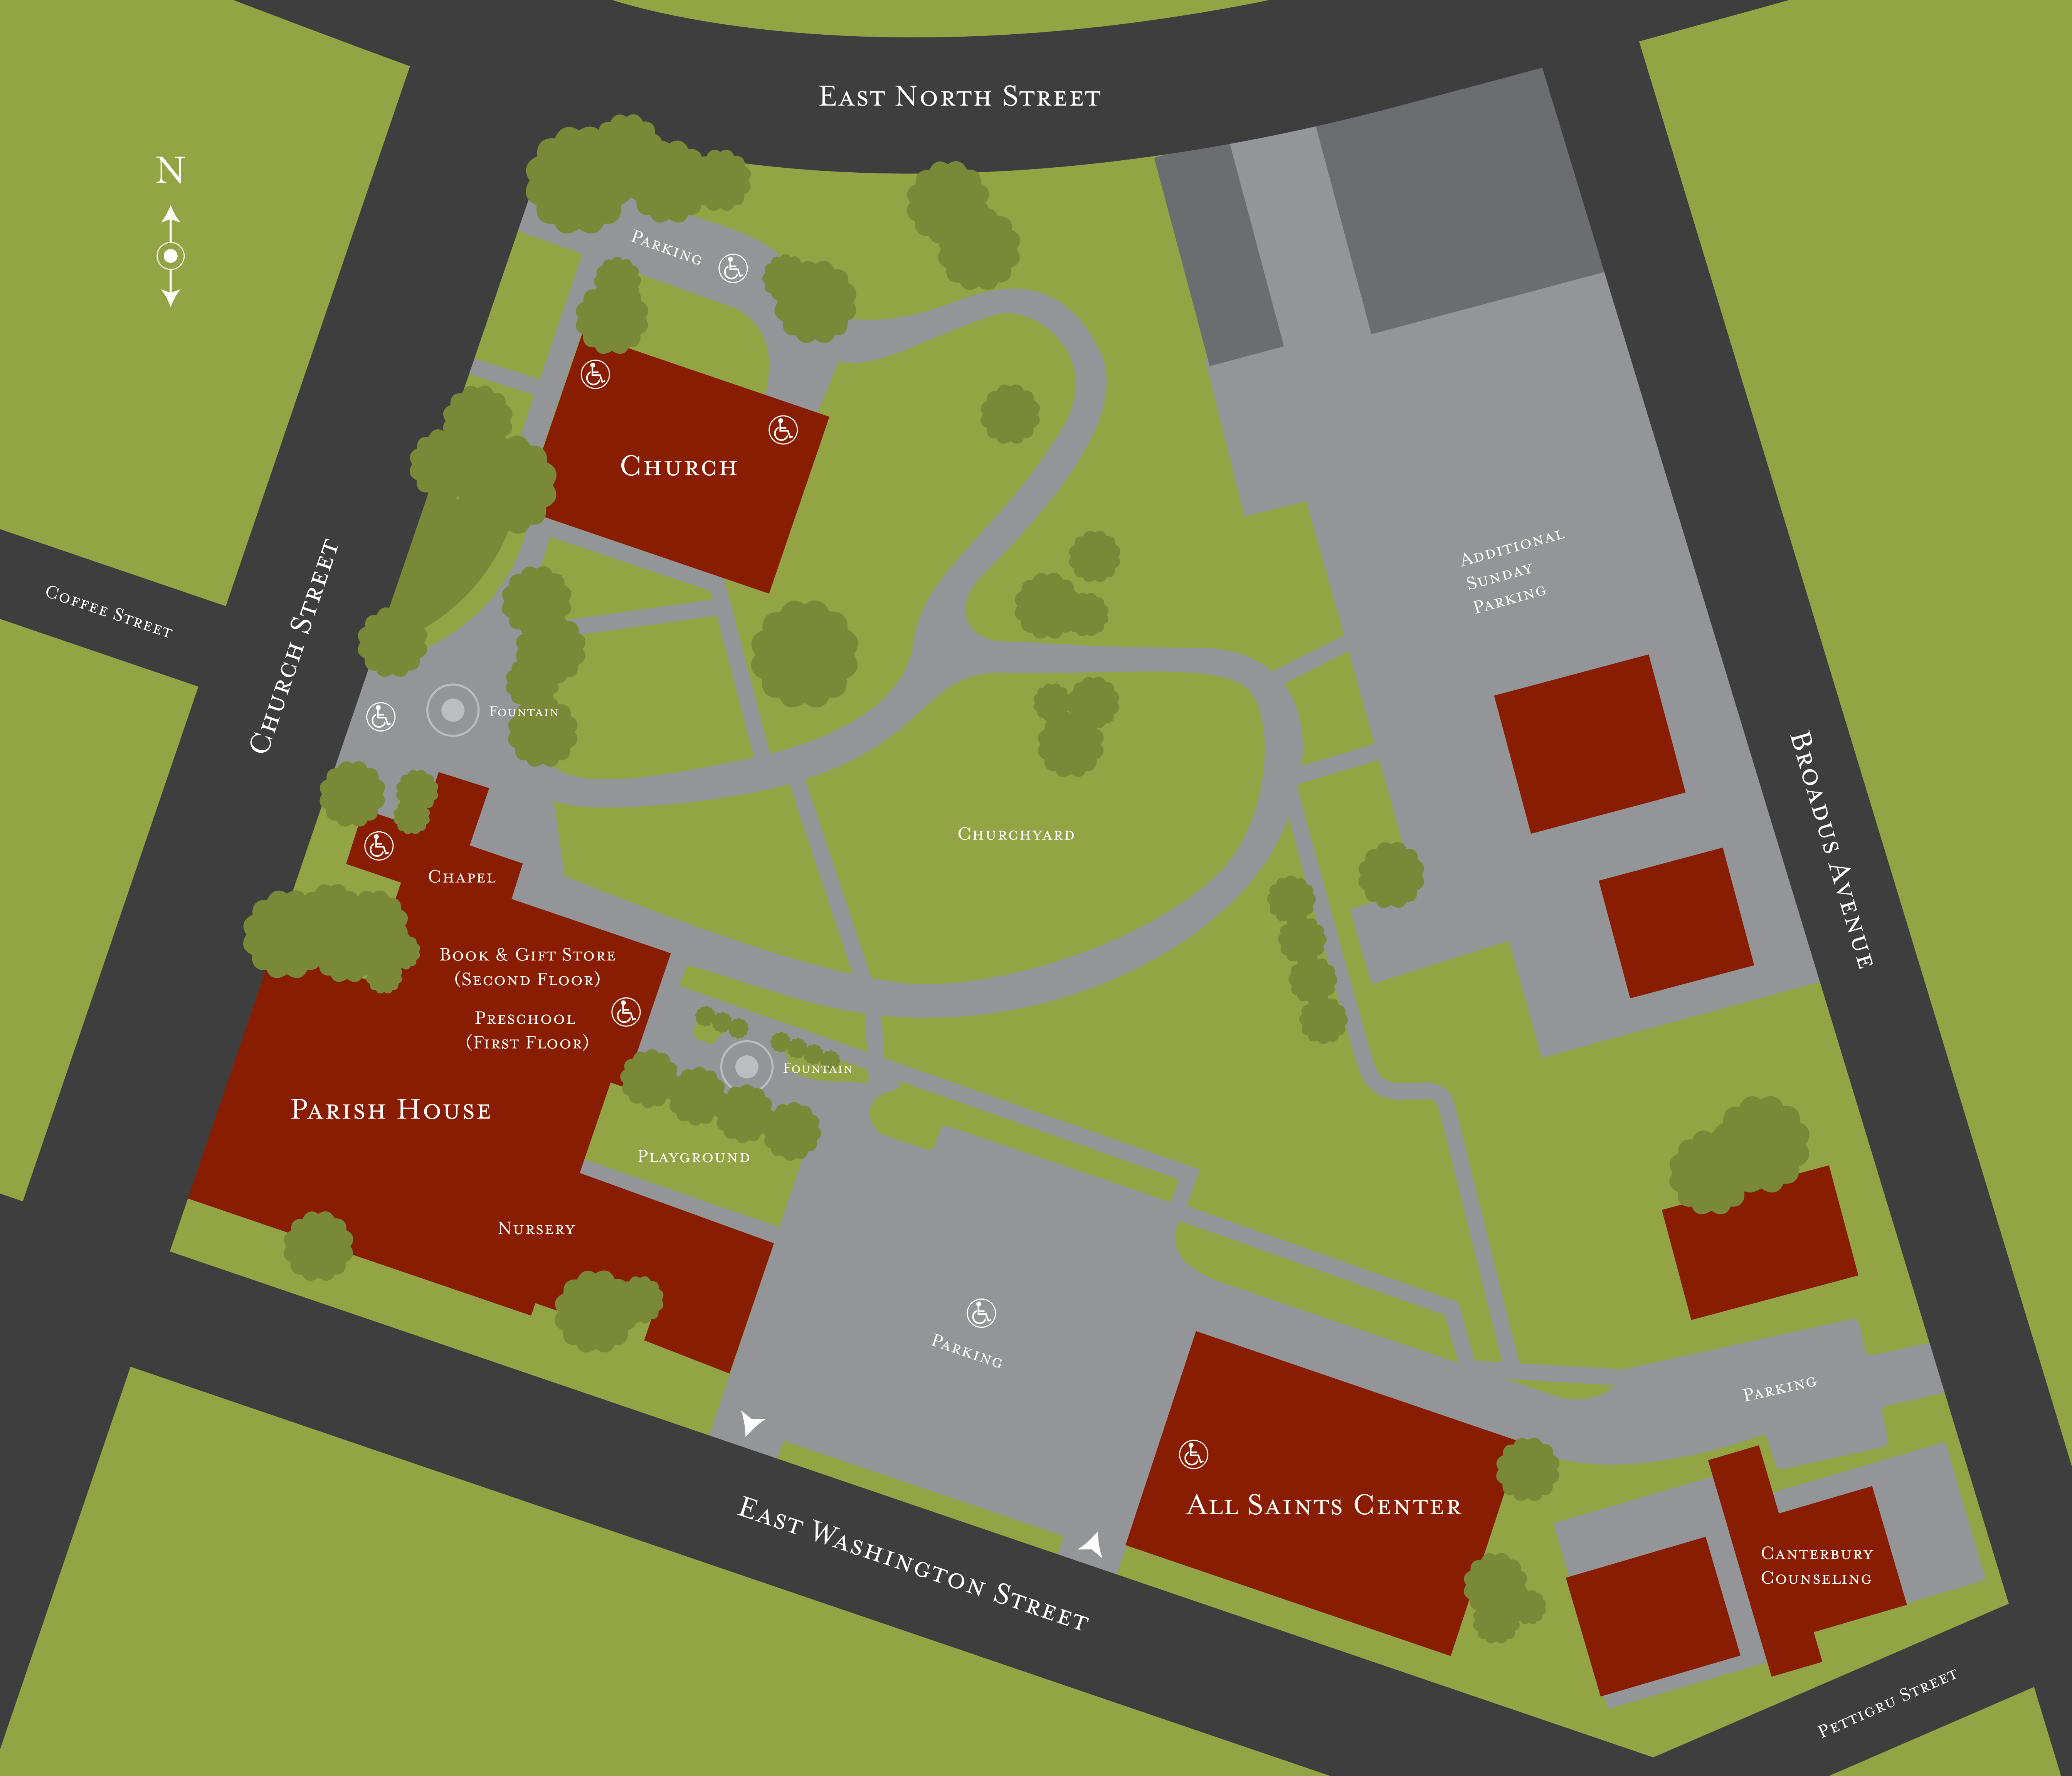 East North Street
N
Parking
Church
Coffee Street
Church Street
Additional
Sunday
Parking
Fountain
Broadus Avenue
Churchyard
Chapel
Book & Gift Store
(Second Floor)
Preschool
(First Floor)
Fountain
Parish House
Playground
Nursery
Parking
Parking
All Saints Center
East Washington Street
Canterbury
Counseling
Pettigru Street